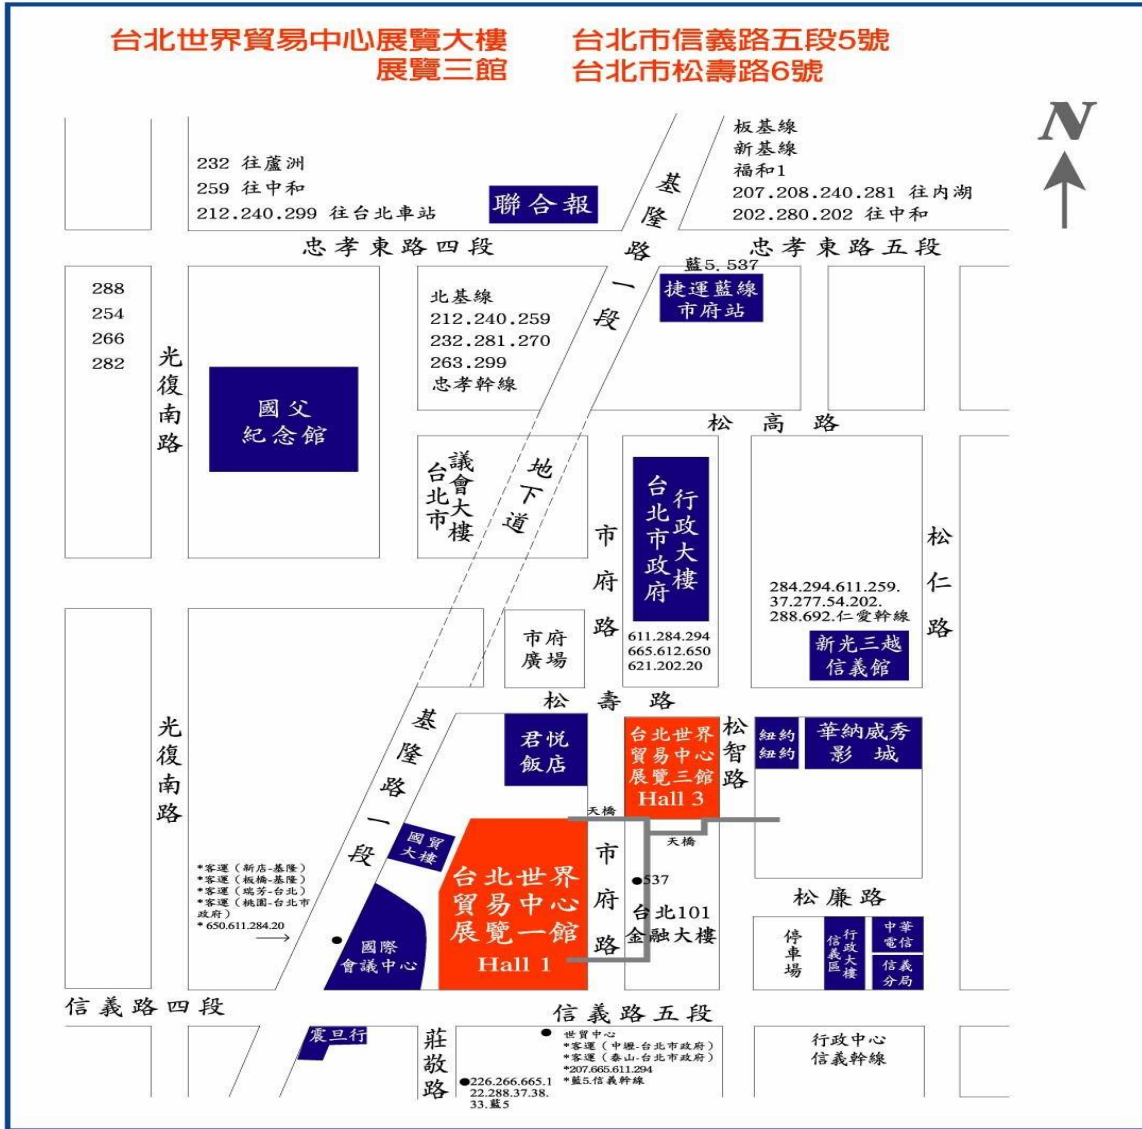 台北世界貿易中心展覽大樓 台北市信義路五段5號
展覽三館 台北市松壽路6號
N
232 往蘆洲
259 往中和
212.240.299 往台北車站
聯合報
基隆路一段
板基線
新基線
福和1
207.208.240.281 往內湖
202.280.202 往中和
忠孝東路四段
忠孝東路五段
288
254
266
282
光復南路
國父
紀念館
北基線
212.240.259
232.281.270
263.299
忠孝幹線
藍5. 537
捷運藍線
市府站
松高路
台北市
議會大樓
地下道
市府路
台北市政府
行政大樓
松仁路
284.294.611.259.
37.277.54.202.
288.692.仁愛幹線
新光三越
信義館
市府
廣場
611.284.294
665.612.650
621.202.20
松壽路
光復南路
基隆路一段
君悅
飯店
台北世界
貿易中心
展覽三館
Hall 3
松智路
紐約
紐約
華納威秀
影城
天橋
天橋
國貿
大樓
台北世界
貿易中心
展覽一館
Hall 1
市府路
537
台北101
金融大樓
松廉路
*客運（新店-基隆）
*客運（板橋-基隆）
*客運（瑞芳-台北）
*客運（桃園-台北市
政府）
* 650.611.284.20
國際
會議中心
停車場
信義區
行政大樓
中華
電信
信義
分局
信義路四段
信義路五段
震旦行
莊敬路
世貿中心
*客運（中壢-台北市政府）
*客運（泰山-台北市政府）
*207.665.611.294
*藍5.信義幹線
226.266.665.1
22.288.37.38.
33.藍5
行政中心
信義幹線